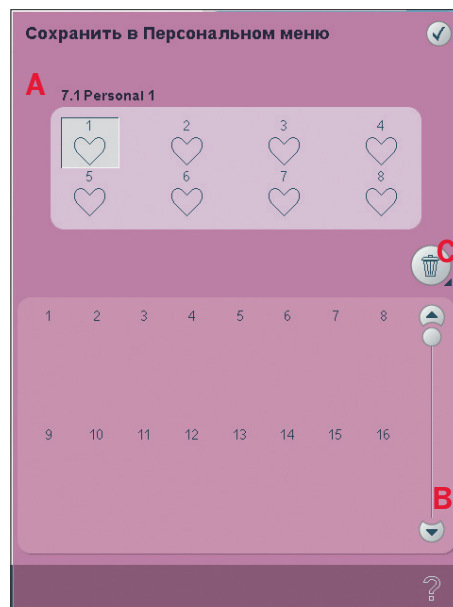 Сохранить в Персональном меню
A
7.1 Personal 1
1 2 3 4
5 6 7 8
C
1 2 3 4 5 6 7 8
9 10 11 12 13 14 15 16
B
?